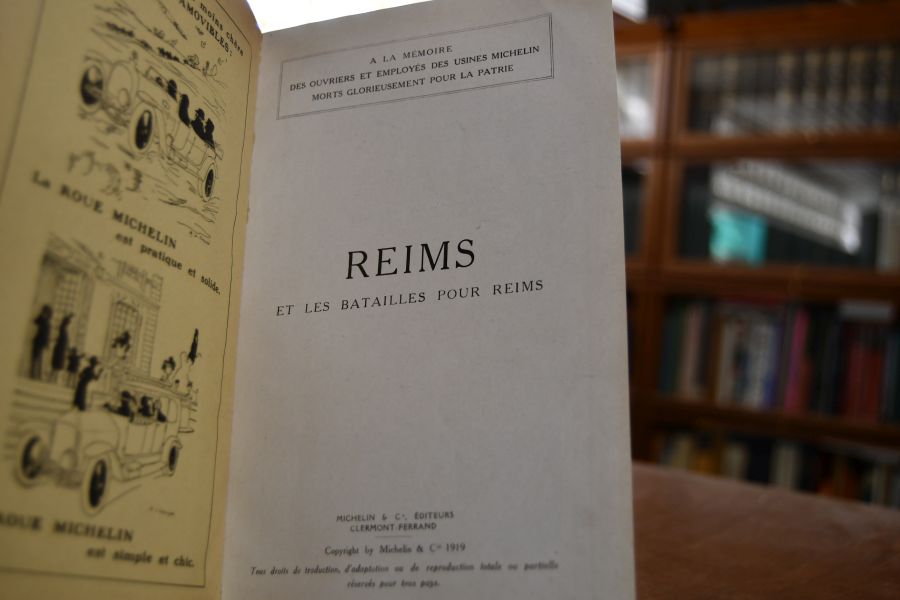 moins chère
AMOVIBLES:
La ROUE MICHELIN
est pratique et solide.
ROUE MICHELIN
est simple et chic.
A LA MÉMOIRE
DES OUVRIERS ET EMPLOYÉS DES USINES MICHELIN
MORTS GLORIEUSEMENT POUR LA PATRIE
REIMS
ET LES BATAILLES POUR REIMS
MICHELIN & Cie, ÉDITEURS
CLERMONT-FERRAND
Copyright by Michelin & Cie 1919
Tous droits de traduction, d'adaptation ou de reproduction totale ou partielle
réservés pour tous pays.